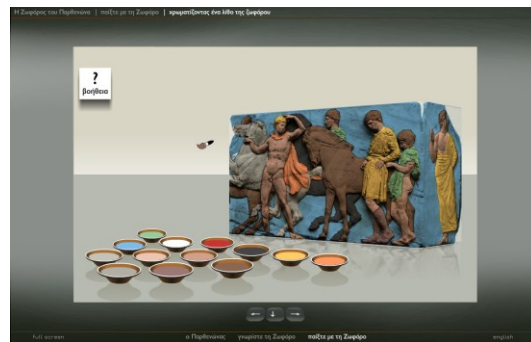 Η Ζωφόρος του Παρθενώνα | παίξτε με τη Ζωφόρο | χρωματίζοντας ένα λίθο της ζωφόρου
?
βοήθεια
full screen
ο Παρθενώνας γνωρίστε τη Ζωφόρο παίξτε με τη Ζωφόρο
english